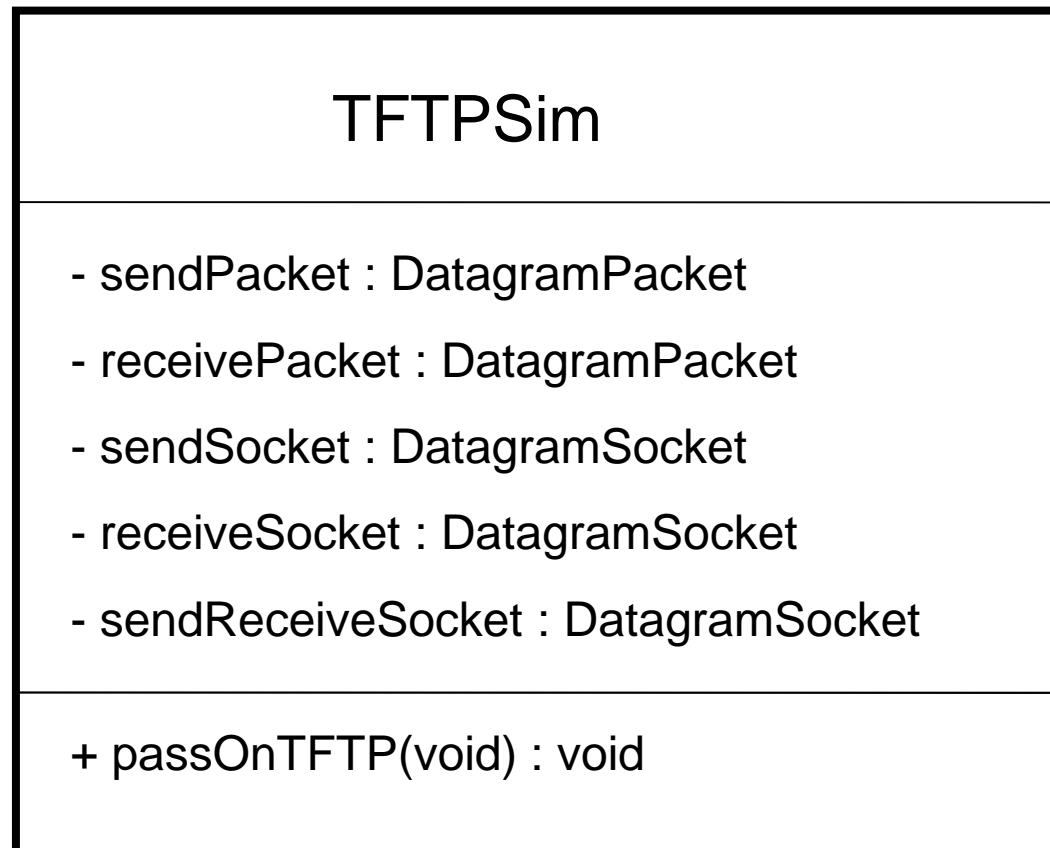 TFTPSim
- sendPacket : DatagramPacket
- receivePacket : DatagramPacket
- sendSocket : DatagramSocket
- receiveSocket : DatagramSocket
- sendReceiveSocket : DatagramSocket
+ passOnTFTP(void) : void